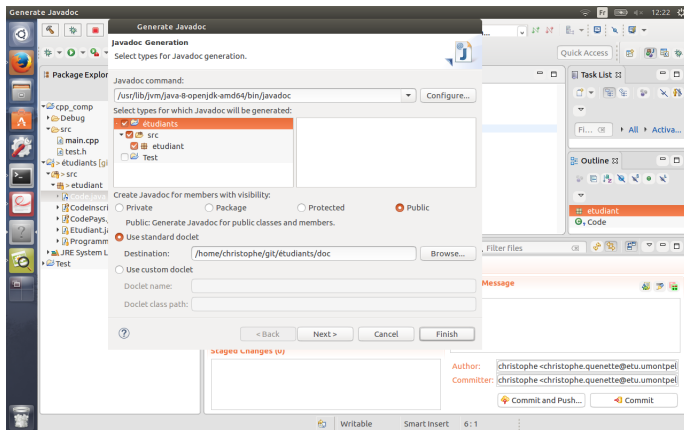 Generate Javadoc
Fr
12:22
Generate Javadoc
Javadoc Generation
Select types for Javadoc generation.
Quick Access
Javadoc command:
/usr/lib/jvm/java-8-openjdk-amd64/bin/javadoc
Configure...
Select types for which Javadoc will be generated:
étudiants
src
etudiant
Test
Create Javadoc for members with visibility:
Private
Package
Protected
Public
Public: Generate Javadoc for public classes and members.
Use standard doclet
Destination:
/home/christophe/git/étudiants/doc
Browse...
Use custom doclet
Doclet name:
Doclet class path:
< Back
Next >
Cancel
Finish
Package Explor
cpp_comp
Debug
src
main.cpp
test.h
> étudiants [gi
> src
> etudiant
CodeInscri
CodePays.
Etudiant.ja
Programm
JRE System L
Test
Task List
Fi...
All
Activa...
Outline
etudiant
Code
Filter files
Message
Staged Changes (0)
Author:
christophe <christophe.quenette@etu.umontpel
Committer:
christophe <christophe.quenette@etu.umontpel
Commit and Push...
Commit
Writable
Smart Insert
6 : 1